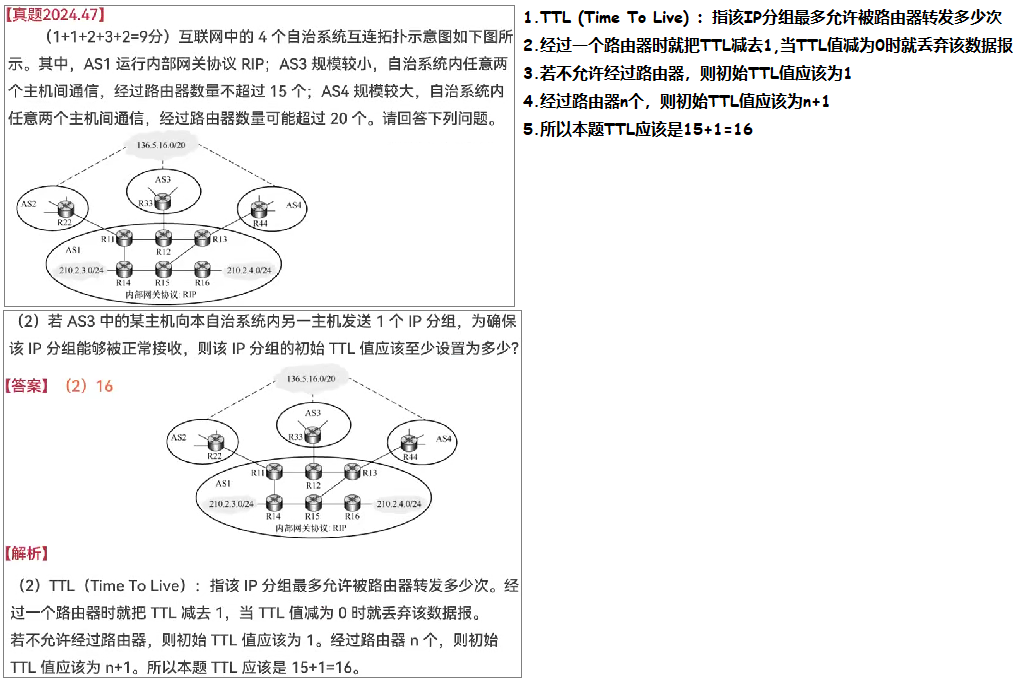 【真题2024.47】
（1+1+2+3+2=9分）互联网中的 4 个自治系统互连拓扑示意图如下图所
示。其中，AS1 运行内部网关协议 RIP；AS3 规模较小，自治系统内任意两
个主机间通信，经过路由器数量不超过 15 个；AS4 规模较大，自治系统内
任意两个主机间通信，经过路由器数量可能超过 20 个。请回答下列问题。
136.5.16.0/20
AS3
R33
AS2
R22
AS4
R44
R11
R12
R13
AS1
210.2.3.0/24
210.2.4.0/24
R14
R15
R16
内部网关协议: RIP
（2）若 AS3 中的某主机向本自治系统内另一主机发送 1 个 IP 分组，为确保
该 IP 分组能够被正常接收，则该 IP 分组的初始 TTL 值应该至少设置为多少？
【答案】（2）16
136.5.16.0/20
AS3
R33
AS2
R22
AS4
R44
R11
R12
R13
AS1
210.2.3.0/24
210.2.4.0/24
R14
R15
R16
内部网关协议: RIP
【解析】
（2）TTL（Time To Live）：指该 IP 分组最多允许被路由器转发多少次。经
过一个路由器时就把 TTL 减去 1，当 TTL 值减为 0 时就丢弃该数据报。
若不允许经过路由器，则初始 TTL 值应该为 1。经过路由器 n 个，则初始
TTL 值应该为 n+1。所以本题 TTL 应该是 15+1=16。
1.TTL (Time To Live) ：指该IP分组最多允许被路由器转发多少次
2.经过一个路由器时就把TTL减去1,当TTL值减为0时就丢弃该数据报
3.若不允许经过路由器，则初始TTL值应该为1
4.经过路由器n个，则初始TTL值应该为n+1
5.所以本题TTL应该是15+1=16